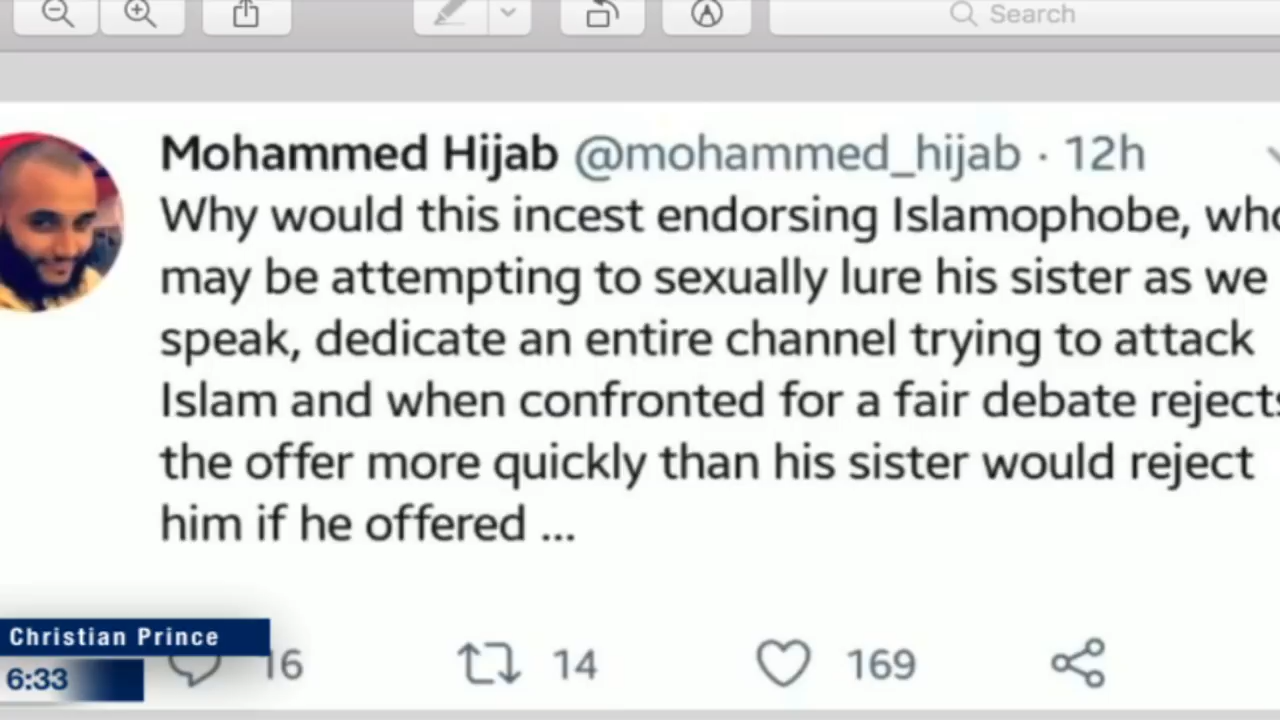 Search
Mohammed Hijab @mohammed_hijab · 12h
Why would this incest endorsing Islamophobe, who
may be attempting to sexually lure his sister as we
speak, dedicate an entire channel trying to attack
Islam and when confronted for a fair debate rejects
the offer more quickly than his sister would reject
him if he offered ...
Christian Prince
16 14 169
6:33